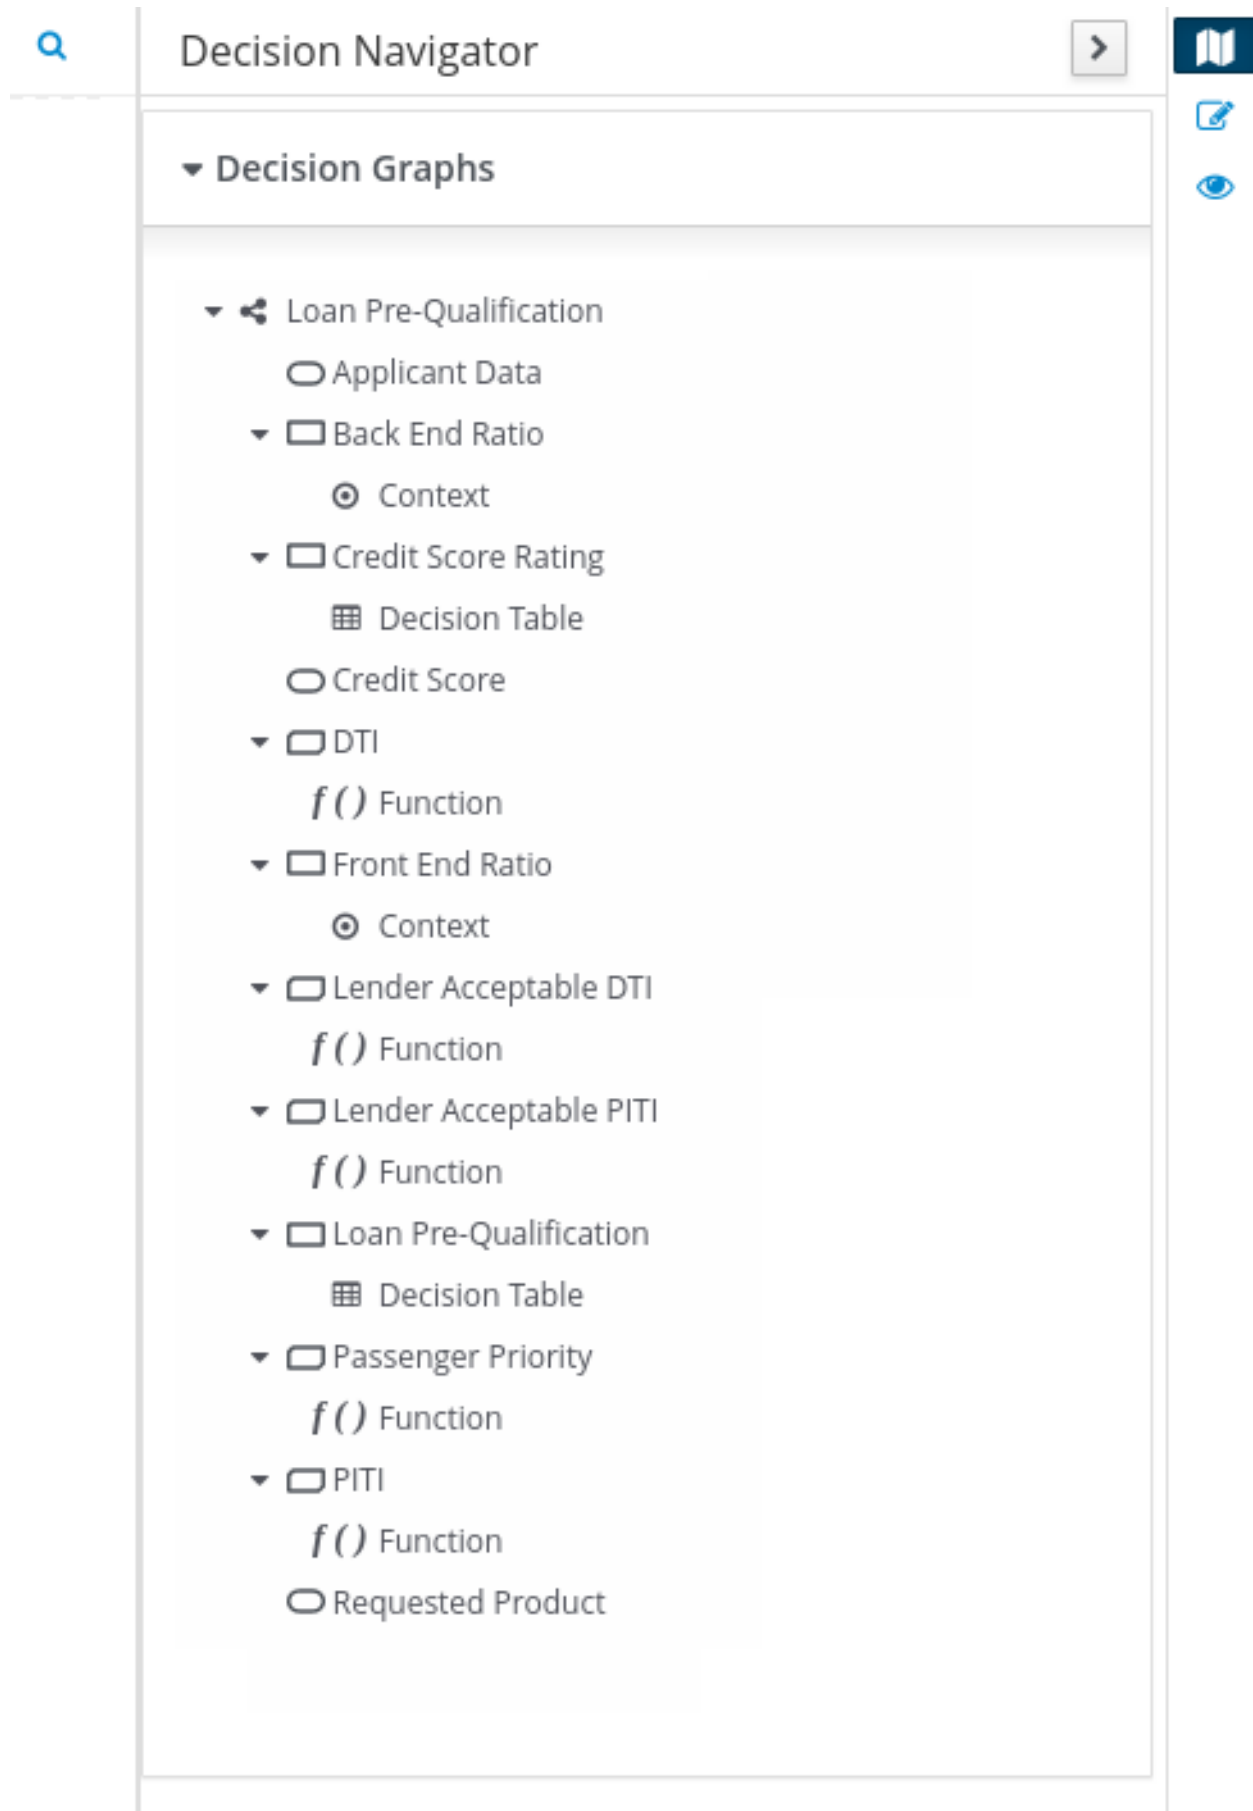 Decision Navigator
Decision Graphs
Loan Pre-Qualification
Applicant Data
Back End Ratio
Context
Credit Score Rating
Decision Table
Credit Score
DTI
f ( ) Function
Front End Ratio
Context
Lender Acceptable DTI
f ( ) Function
Lender Acceptable PITI
f ( ) Function
Loan Pre-Qualification
Decision Table
Passenger Priority
f ( ) Function
PITI
f ( ) Function
Requested Product